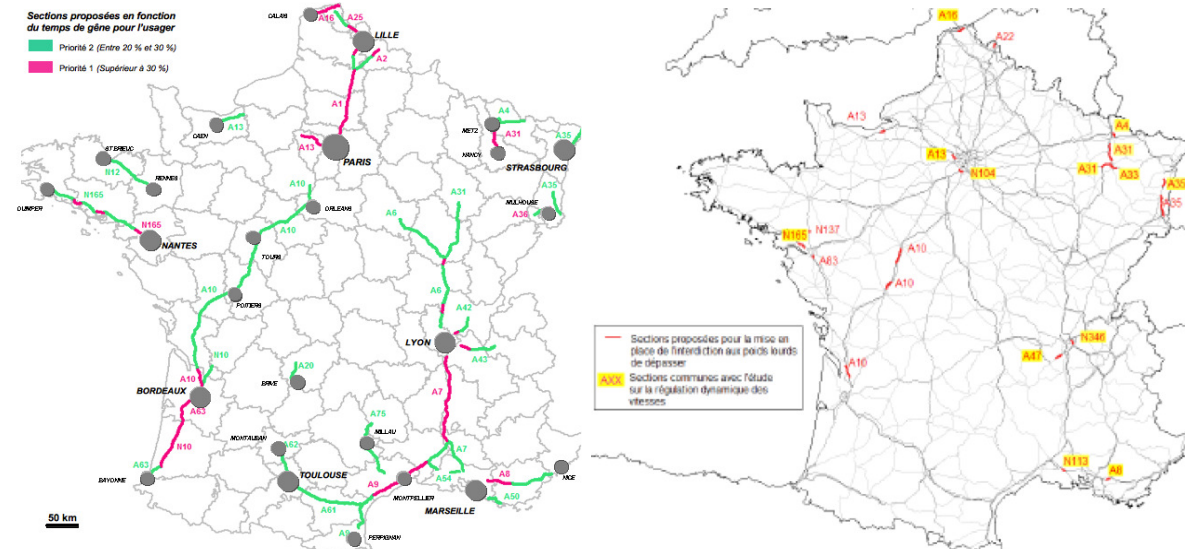 Sections proposées en fonction
du temps de gêne pour l'usager
Priorité 2 (Entre 20 % et 30 %)
Priorité 1 (Supérieur à 30 %)
CALAIS
A16
A25
LILLE
A2
A1
CAEN
A13
A13
PARIS
METZ
A4
A31
NANCY
A35
STRASBOURG
ST BRIEUC
N12
RENNES
QUIMPER
N165
N165
NANTES
A10
ORLEANS
A10
TOURS
A10
POITIERS
A6
A31
A35
MULHOUSE
A36
A6
A42
LYON
A43
N10
A10
BORDEAUX
A63
A20
BRIVE
A7
N10
A63
BAYONNE
MONTAUBAN
A62
TOULOUSE
A75
MILLAU
A7
A54
A9
MONTPELLIER
A61
A9
PERPIGNAN
A8
NICE
A50
MARSEILLE
50 km
A16
A22
A13
A13
N104
A4
A31
A31
A33
A35
A35
N165
N137
A83
A10
A10
A10
N346
A47
N113
A8
Sections proposées pour la mise en
place de l'interdiction aux poids lourds
de dépasser
AXX
Sections communes avec l'étude
sur la régulation dynamique des
vitesses